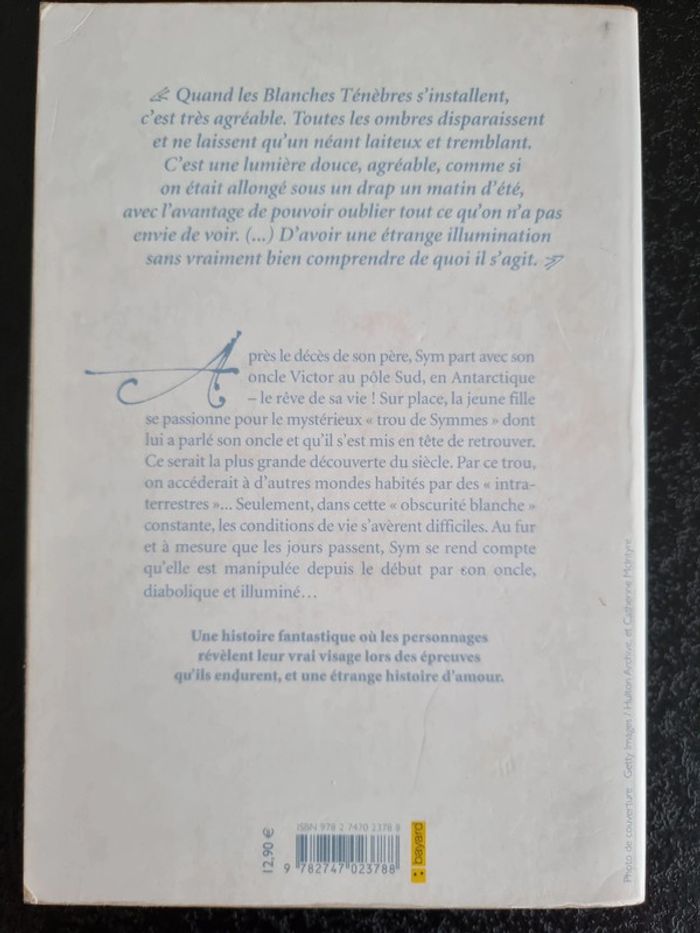 « Quand les Blanches Ténèbres s'installent,
c'est très agréable. Toutes les ombres disparaissent
et ne laissent qu'un néant laiteux et tremblant.
C'est une lumière douce, agréable, comme si
on était allongé sous un drap un matin d'été,
avec l'avantage de pouvoir oublier tout ce qu'on n'a pas
envie de voir. (...) D'avoir une étrange illumination
sans vraiment bien comprendre de quoi il s'agit. »
Après le décès de son père, Sym part avec son
oncle Victor au pôle Sud, en Antarctique
– le rêve de sa vie ! Sur place, la jeune fille
se passionne pour le mystérieux « trou de Symmes » dont
lui a parlé son oncle et qu'il s'est mis en tête de retrouver.
Ce serait la plus grande découverte du siècle. Par ce trou,
on accéderait à d'autres mondes habités par des « intra-
terrestres »... Seulement, dans cette « obscurité blanche »
constante, les conditions de vie s'avèrent difficiles. Au fur
et à mesure que les jours passent, Sym se rend compte
qu'elle est manipulée depuis le début par son oncle,
diabolique et illuminé...
Une histoire fantastique où les personnages
révèlent leur vrai visage lors des épreuves
qu'ils endurent, et une étrange histoire d'amour.
Photo de couverture : Getty Images / Hulton Archive, et Catherine McIntyre
12,90 €
ISBN 978 2 7470 2378 8
9 782747 023788
bayard